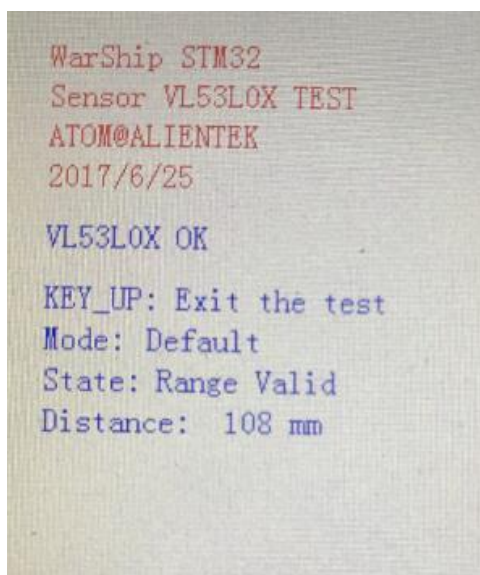 WarShip STM32
Sensor VL53L0X TEST
ATOM@ALIENTEK
2017/6/25
VL53L0X OK
KEY_UP: Exit the test
Mode: Default
State: Range Valid
Distance: 108 mm